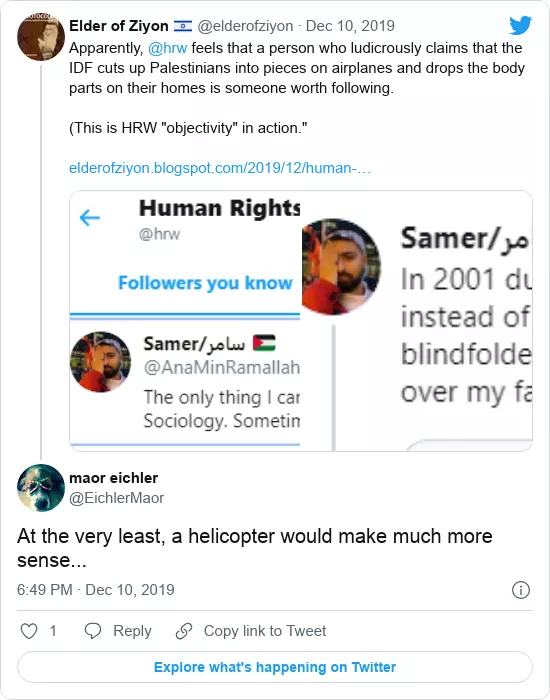 Elder of Ziyon 🇮🇱 @elderofziyon · Dec 10, 2019
Apparently, @hrw feels that a person who ludicrously claims that the
IDF cuts up Palestinians into pieces on airplanes and drops the body
parts on their homes is someone worth following.
(This is HRW "objectivity" in action."
elderofziyon.blogspot.com/2019/12/human-…
Human Rights
@hrw
Followers you know
Samer/سامر 🇵🇸
@AnaMinRamallah
The only thing I car
Sociology. Sometin
Samer/مر
In 2001 du
instead of
blindfolde
over my fa
maor eichler
@EichlerMaor
At the very least, a helicopter would make much more
sense...
6:49 PM · Dec 10, 2019
1 Reply Copy link to Tweet
Explore what's happening on Twitter